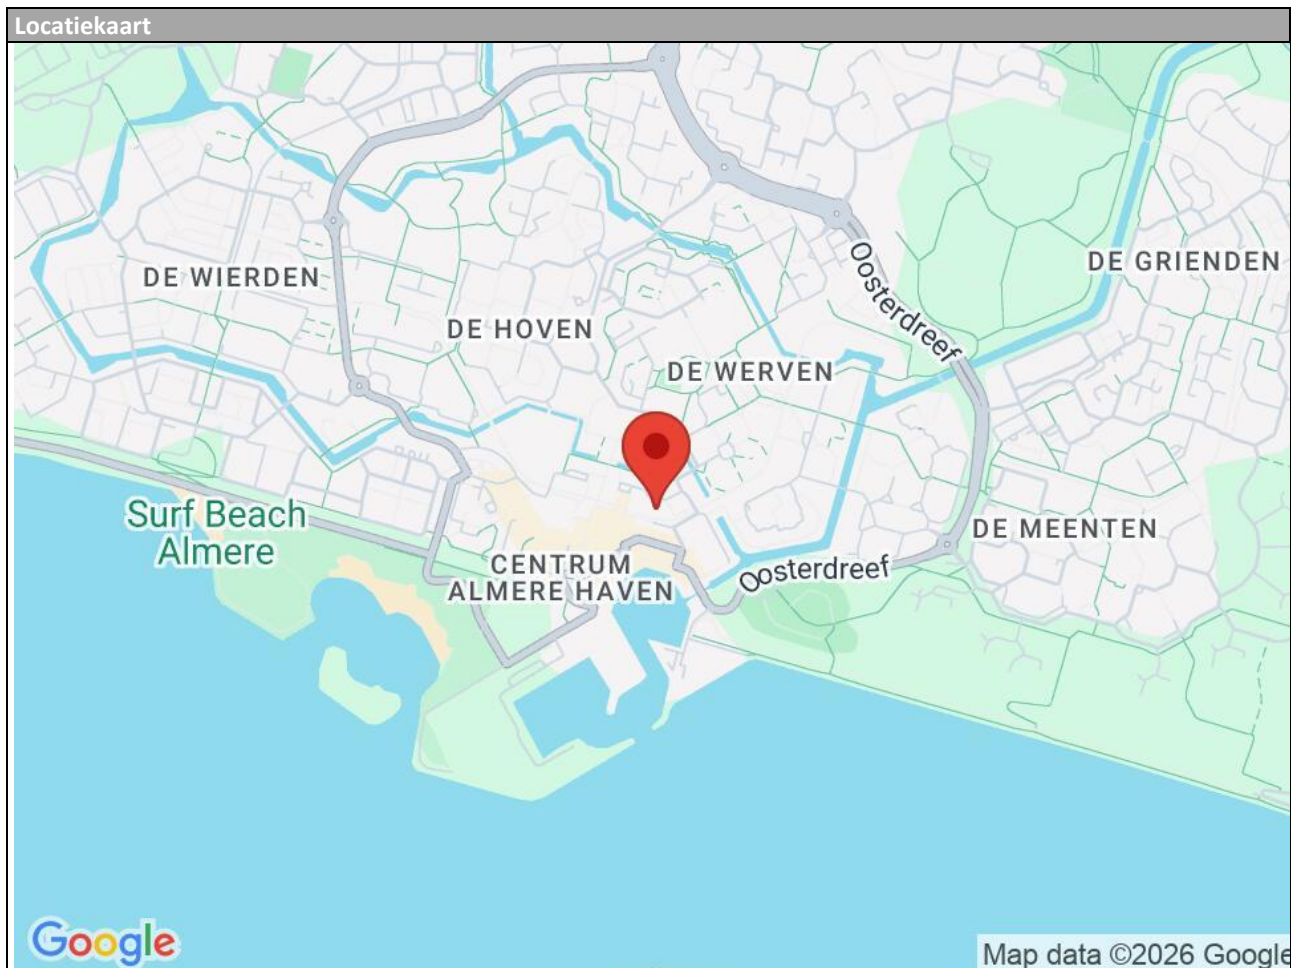 Locatiekaart
DE GRIENDEN
Oosterdreef
DE WIERDEN
DE HOVEN
DE WERVEN
Surf Beach
Almere
DE MEENTEN
CENTRUM
ALMERE HAVEN
Oosterdreef
Google
Map data ©2026 Google